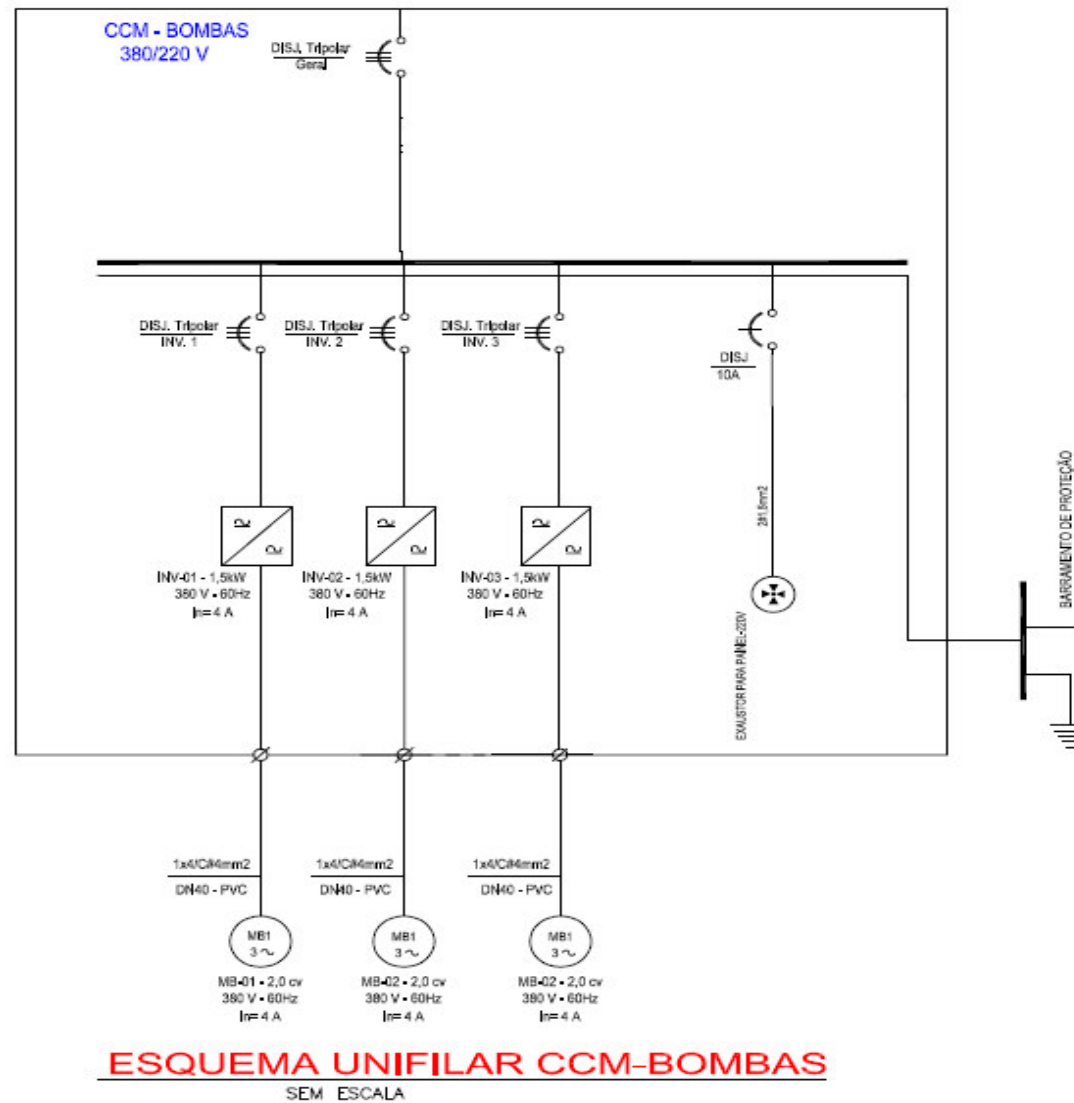 CCM - BOMBAS
380/220 V
DISJ. Tripolar
Geral
DISJ. Tripolar
INV. 1
DISJ. Tripolar
INV. 2
DISJ. Tripolar
INV. 3
DISJ
10A
2#1,5mm2
EXAUSTOR PARA PAINEL-220V
BARRAMENTO DE PROTEÇÃO
INV-01 - 1,5kW
380 V - 60Hz
In= 4 A
INV-02 - 1,5kW
380 V - 60Hz
In= 4 A
INV-03 - 1,5kW
380 V - 60Hz
In= 4 A
1x4/C#4mm2
DN40 - PVC
1x4/C#4mm2
DN40 - PVC
1x4/C#4mm2
DN40 - PVC
MB1
3 ~
MB1
3 ~
MB1
3 ~
MB-01 - 2,0 cv
380 V - 60Hz
In= 4 A
MB-02 - 2,0 cv
380 V - 60Hz
In= 4 A
MB-02 - 2,0 cv
380 V - 60Hz
In= 4 A
ESQUEMA UNIFILAR CCM-BOMBAS
SEM ESCALA